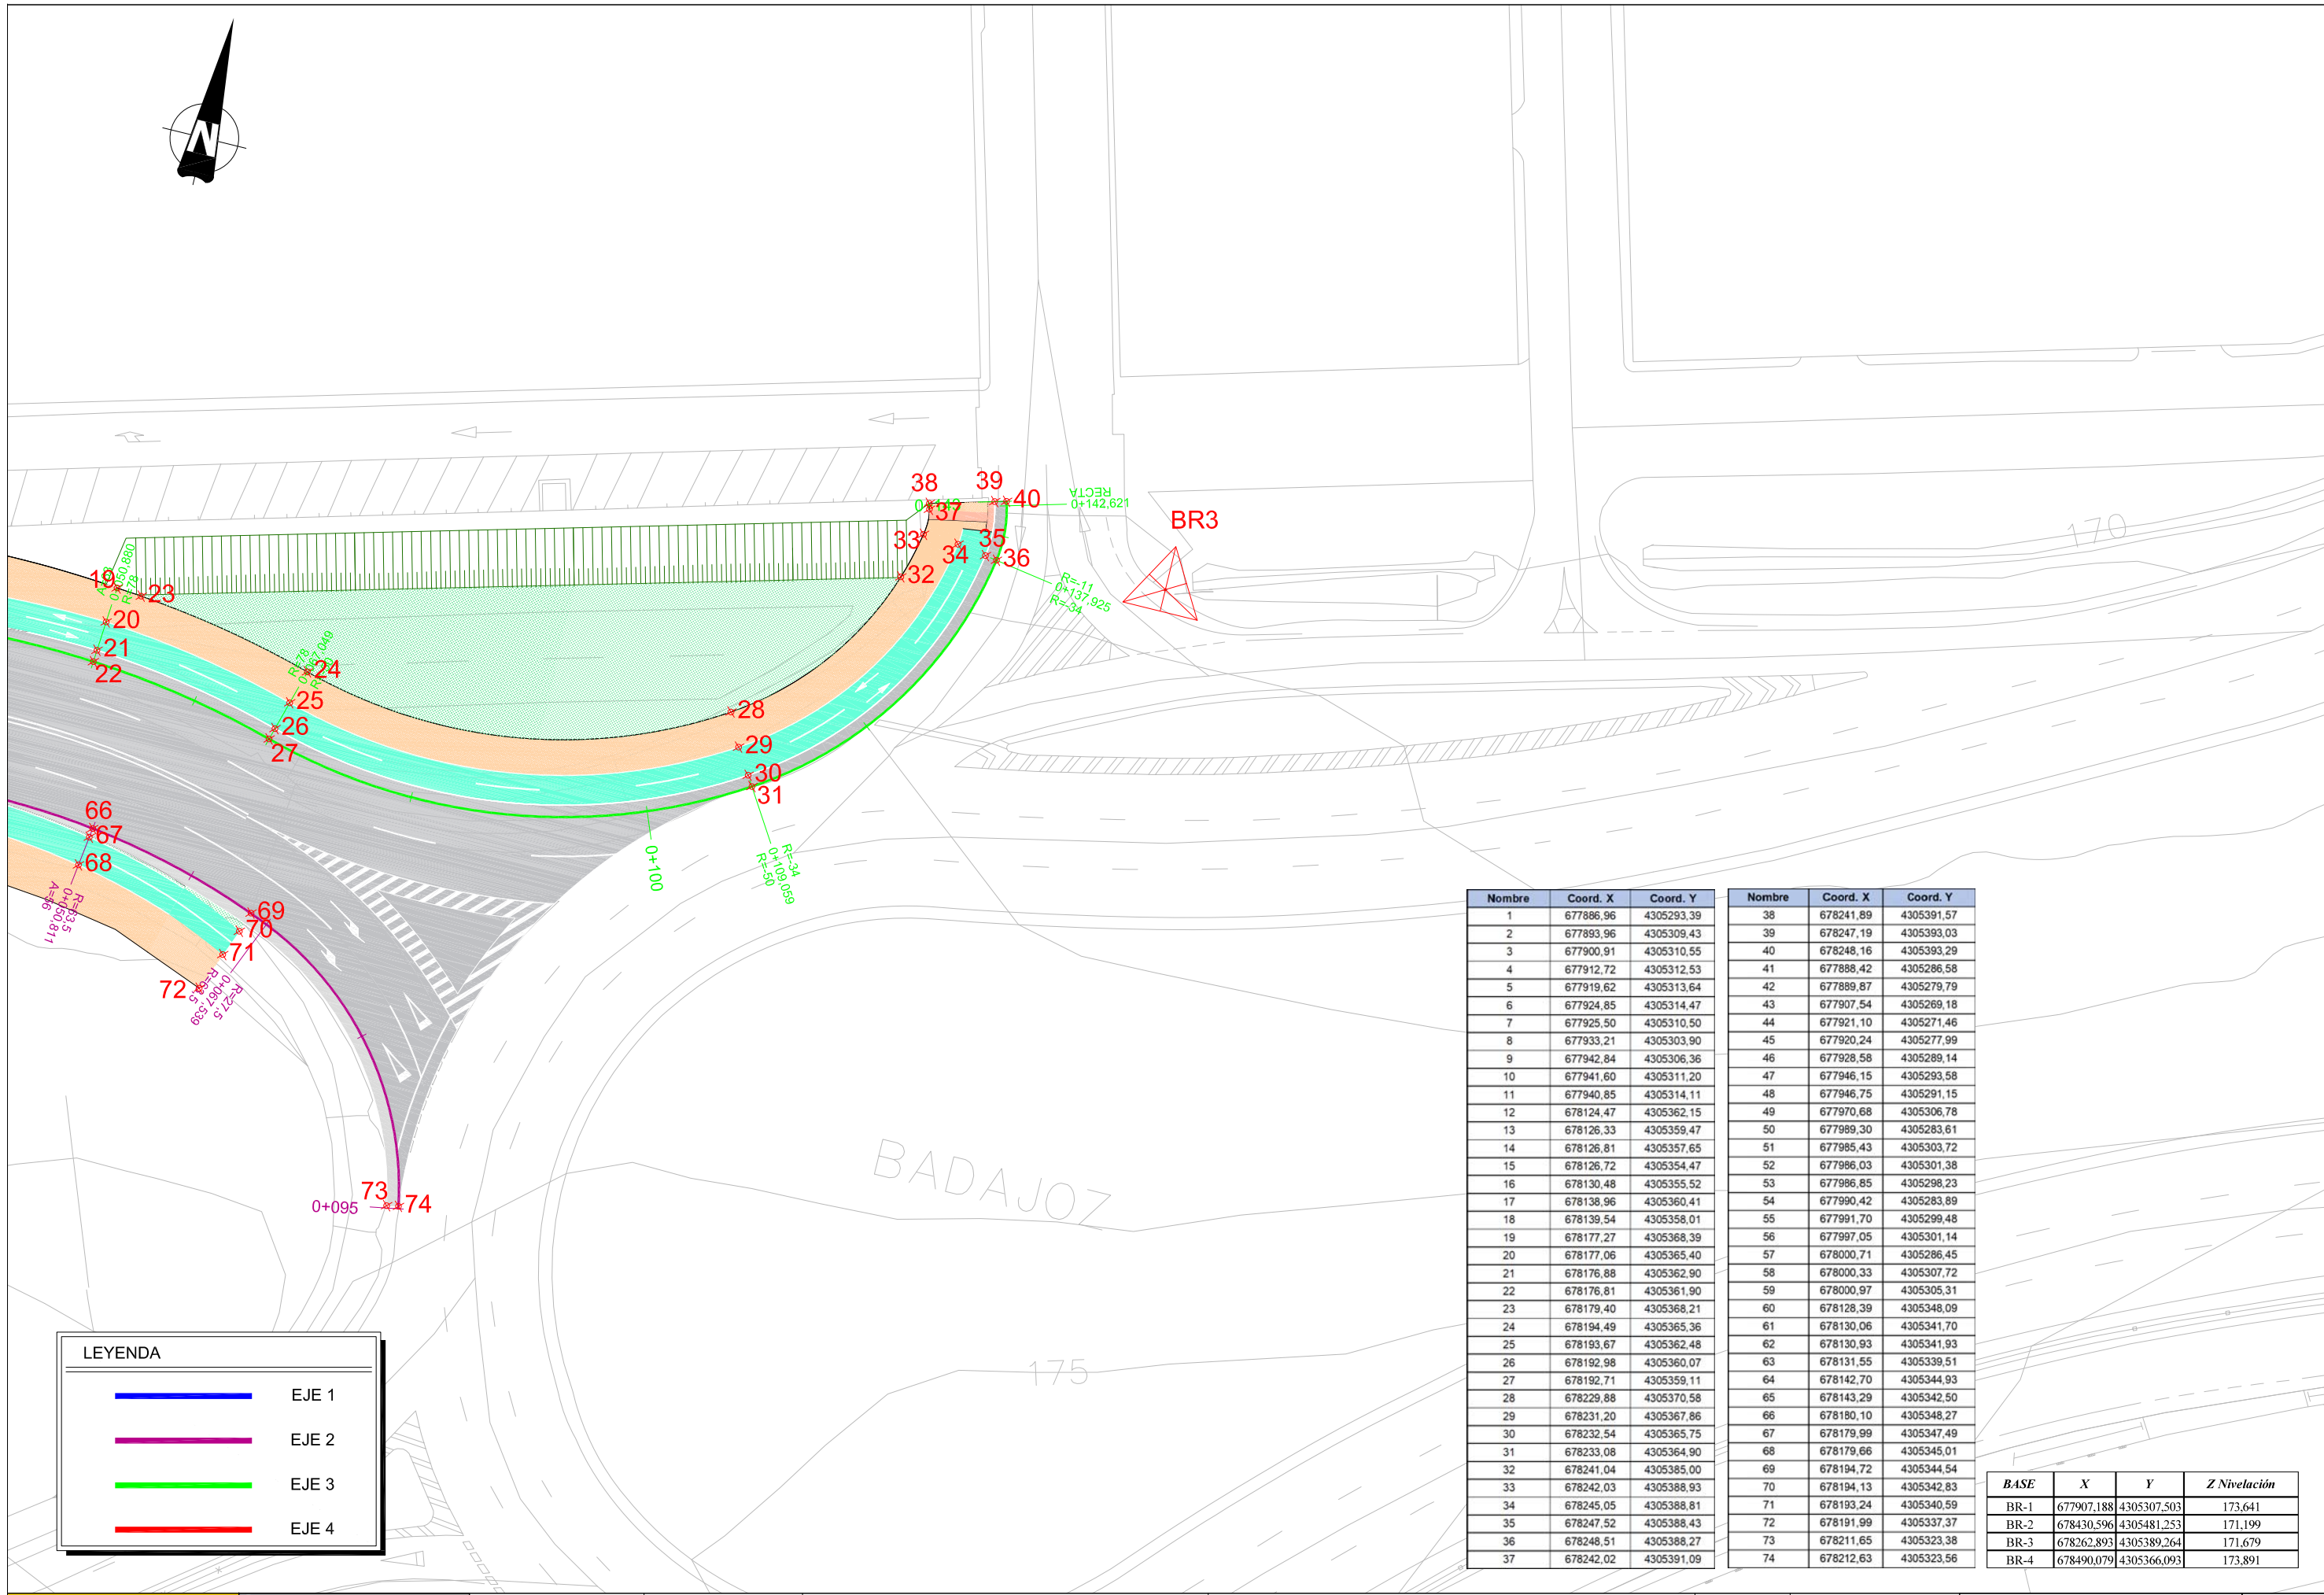 N
38
39
40
RECTA
0+142,621
0+143
37
BR3
170
33
35
34
36
32
R=-11
0+137,925
R=-34
19
0+050,880
R=78
23
20
21
22
R=78
0+067,049
24
25
26
27
28
29
30
31
0+100
R=-34
0+109,059
R=-50
66
67
68
R=63,5
0+050,811
A=56
69
70
71
72
R=27,5
0+067,539
R=63,5
73
74
0+095
BADAJOZ
175
LEYENDA
EJE 1
EJE 2
EJE 3
EJE 4
Nombre Coord. X Coord. Y
1 677886,96 4305293,39
2 677893,96 4305309,43
3 677900,91 4305310,55
4 677912,72 4305312,53
5 677919,62 4305313,64
6 677924,85 4305314,47
7 677925,50 4305310,50
8 677933,21 4305303,90
9 677942,84 4305306,36
10 677941,60 4305311,20
11 677940,85 4305314,11
12 678124,47 4305362,15
13 678126,33 4305359,47
14 678126,81 4305357,65
15 678126,72 4305354,47
16 678130,48 4305355,52
17 678138,96 4305360,41
18 678139,54 4305358,01
19 678177,27 4305368,39
20 678177,06 4305365,40
21 678176,88 4305362,90
22 678176,81 4305361,90
23 678179,40 4305368,21
24 678194,49 4305365,36
25 678193,67 4305362,48
26 678192,98 4305360,07
27 678192,71 4305359,11
28 678229,88 4305370,58
29 678231,20 4305367,86
30 678232,54 4305365,75
31 678233,08 4305364,90
32 678241,04 4305385,00
33 678242,03 4305388,93
34 678245,05 4305388,81
35 678247,52 4305388,43
36 678248,51 4305388,27
37 678242,02 4305391,09
Nombre Coord. X Coord. Y
38 678241,89 4305391,57
39 678247,19 4305393,03
40 678248,16 4305393,29
41 677888,42 4305286,58
42 677889,87 4305279,79
43 677907,54 4305269,18
44 677921,10 4305271,46
45 677920,24 4305277,99
46 677928,58 4305289,14
47 677946,15 4305293,58
48 677946,75 4305291,15
49 677970,68 4305306,78
50 677989,30 4305283,61
51 677985,43 4305303,72
52 677986,03 4305301,38
53 677986,85 4305298,23
54 677990,42 4305283,89
55 677991,70 4305299,48
56 677997,05 4305301,14
57 678000,71 4305286,45
58 678000,33 4305307,72
59 678000,97 4305305,31
60 678128,39 4305348,09
61 678130,06 4305341,70
62 678130,93 4305341,93
63 678131,55 4305339,51
64 678142,70 4305344,93
65 678143,29 4305342,50
66 678180,10 4305348,27
67 678179,99 4305347,49
68 678179,66 4305345,01
69 678194,72 4305344,54
70 678194,13 4305342,83
71 678193,24 4305340,59
72 678191,99 4305337,37
73 678211,65 4305323,38
74 678212,63 4305323,56
BASE X Y Z Nivelación
BR-1 677907,188 4305307,503 173,641
BR-2 678430,596 4305481,253 171,199
BR-3 678262,893 4305389,264 171,679
BR-4 678490,079 4305366,093 173,891